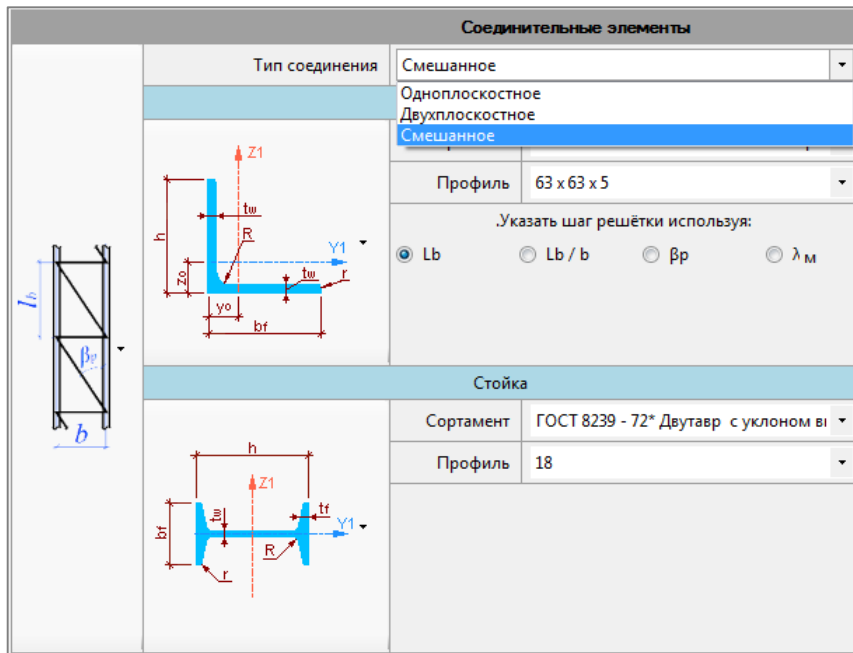 Соединительные элементы
Тип соединения
Смешанное
Одноплоскостное
Двухплоскостное
Смешанное
Профиль
63 x 63 x 5
.Указать шаг решётки используя:
Lb
Lb / b
βр
λ м
Z1
tw
h
R
Y1
zo
tw
r
yo
bf
lb
βp
b
Стойка
Сортамент
ГОСТ 8239 - 72* Двутавр с уклоном вı
Профиль
18
h
Z1
tw
tf
bf
Y1
R
r